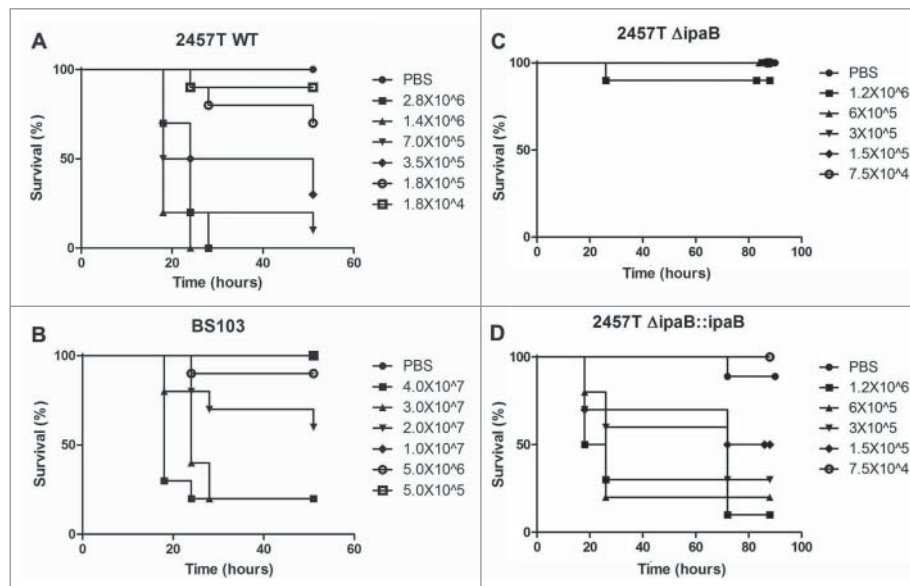 A
2457T WT
Survival (%)
100
50
0
0
20
40
60
Time (hours)
PBS
2.8X10^6
1.4X10^6
7.0X10^5
3.5X10^5
1.8X10^5
1.8X10^4
C
2457T ΔipaB
Survival (%)
100
50
0
0
20
40
60
80
100
Time (hours)
PBS
1.2X10^6
6X10^5
3X10^5
1.5X10^5
7.5X10^4
B
BS103
Survival (%)
100
50
0
0
20
40
60
Time (hours)
PBS
4.0X10^7
3.0X10^7
2.0X10^7
1.0X10^7
5.0X10^6
5.0X10^5
D
2457T ΔipaB::ipaB
Survival (%)
100
50
0
0
20
40
60
80
100
Time (hours)
PBS
1.2X10^6
6X10^5
3X10^5
1.5X10^5
7.5X10^4